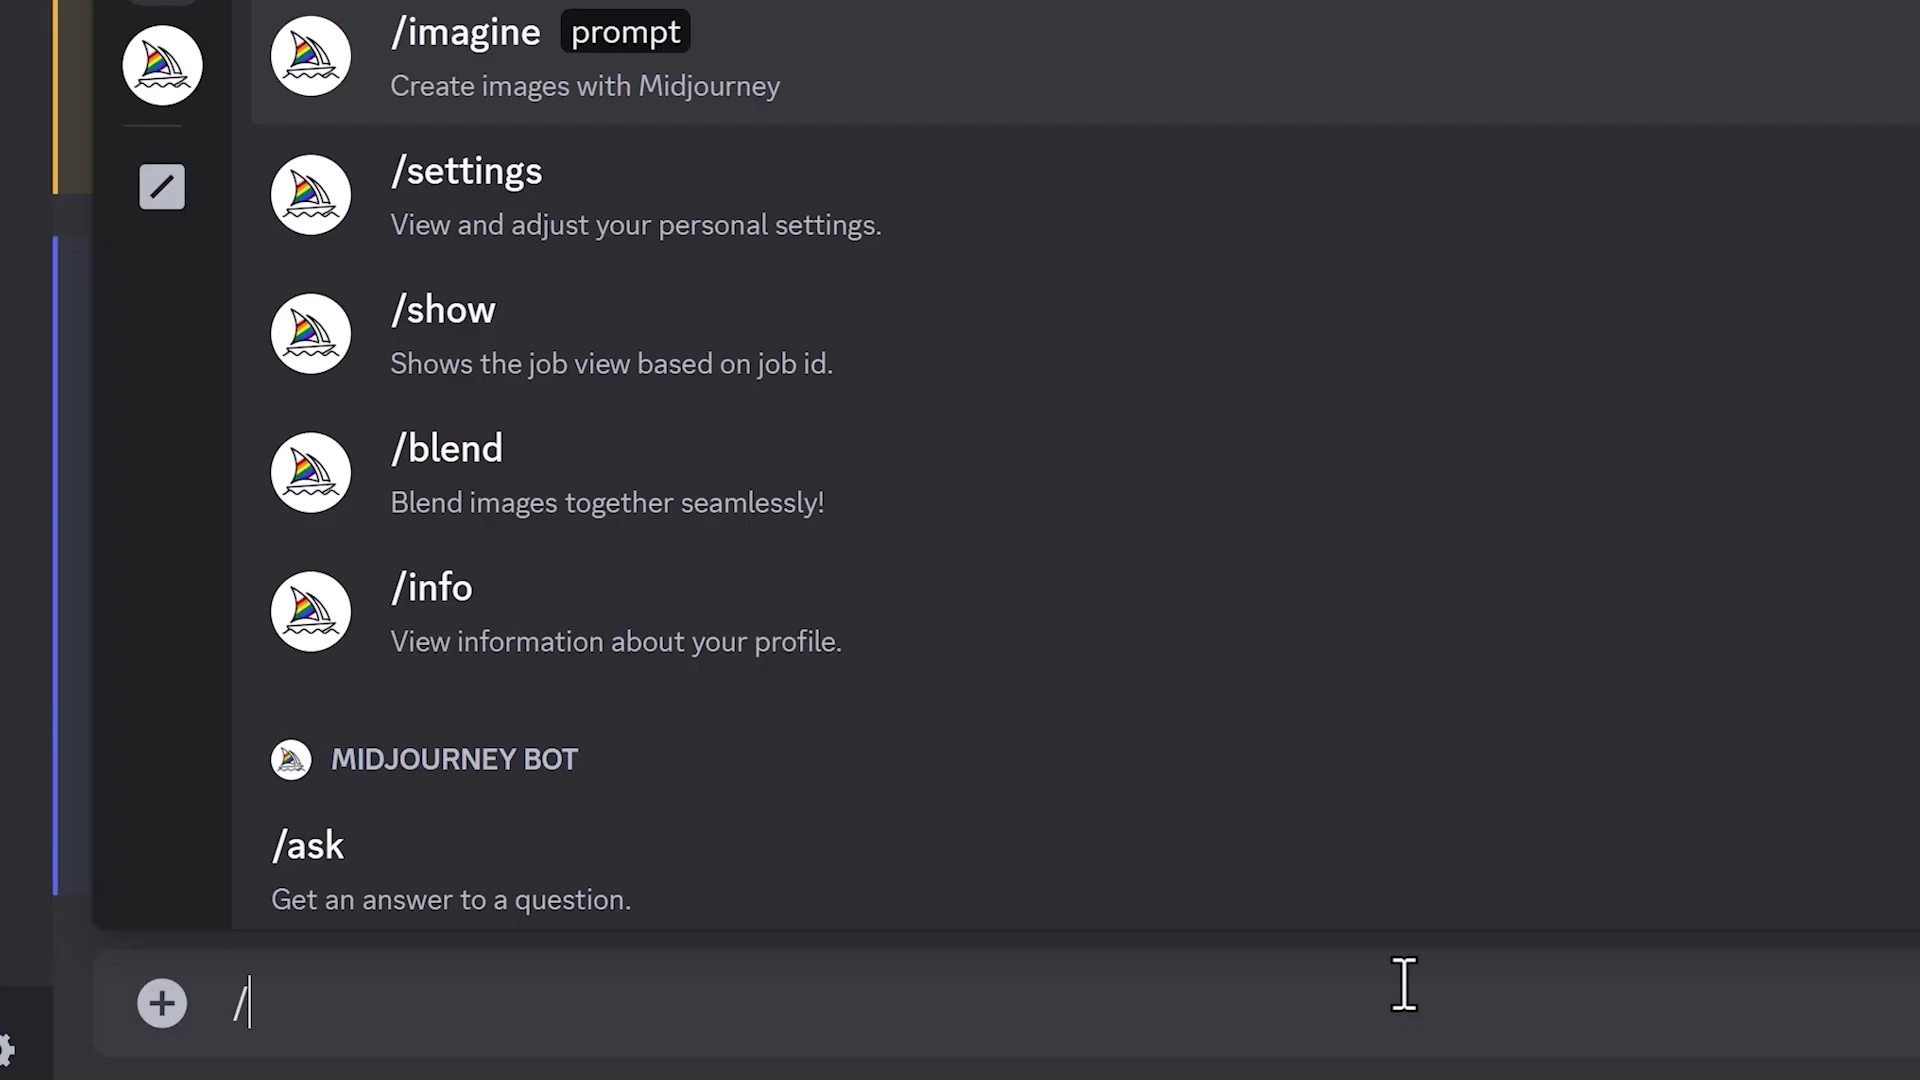 /imagine prompt
Create images with Midjourney
/settings
View and adjust your personal settings.
/show
Shows the job view based on job id.
/blend
Blend images together seamlessly!
/info
View information about your profile.
MIDJOURNEY BOT
/ask
Get an answer to a question.
/